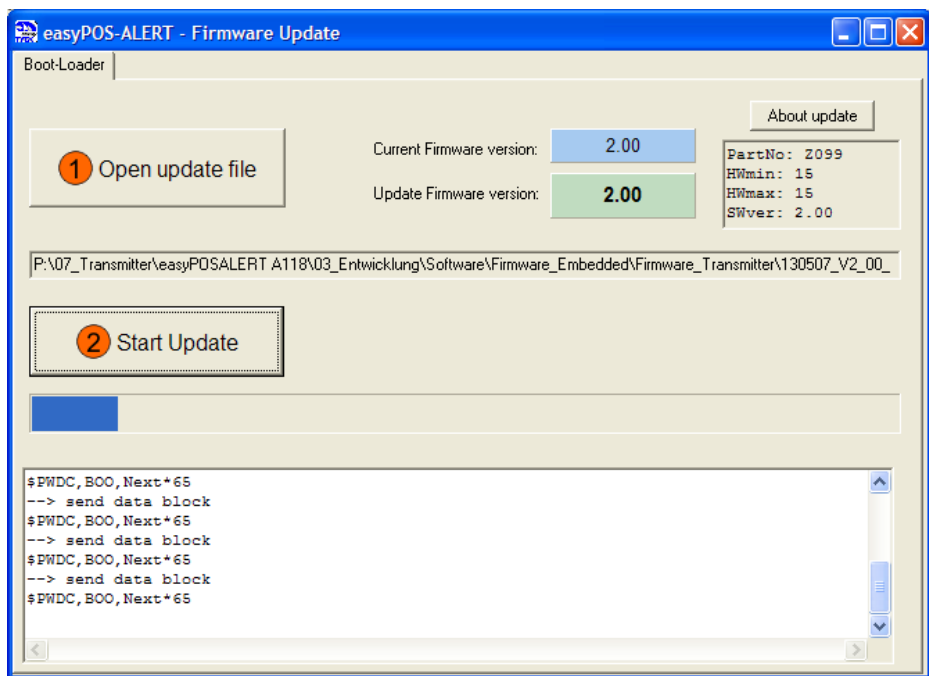 easyPOS-ALERT - Firmware Update
Boot-Loader
About update
1 Open update file
Current Firmware version: 2.00
Update Firmware version: 2.00
PartNo: Z099
HWmin: 15
HWmax: 15
SWver: 2.00
P:\07_Transmitter\easyPOSALERT A118\03_Entwicklung\Software\Firmware_Embedded\Firmware_Transmitter\130507_V2_00_
2 Start Update
$PWDC,BOO,Next*65
--> send data block
$PWDC,BOO,Next*65
--> send data block
$PWDC,BOO,Next*65
--> send data block
$PWDC,BOO,Next*65